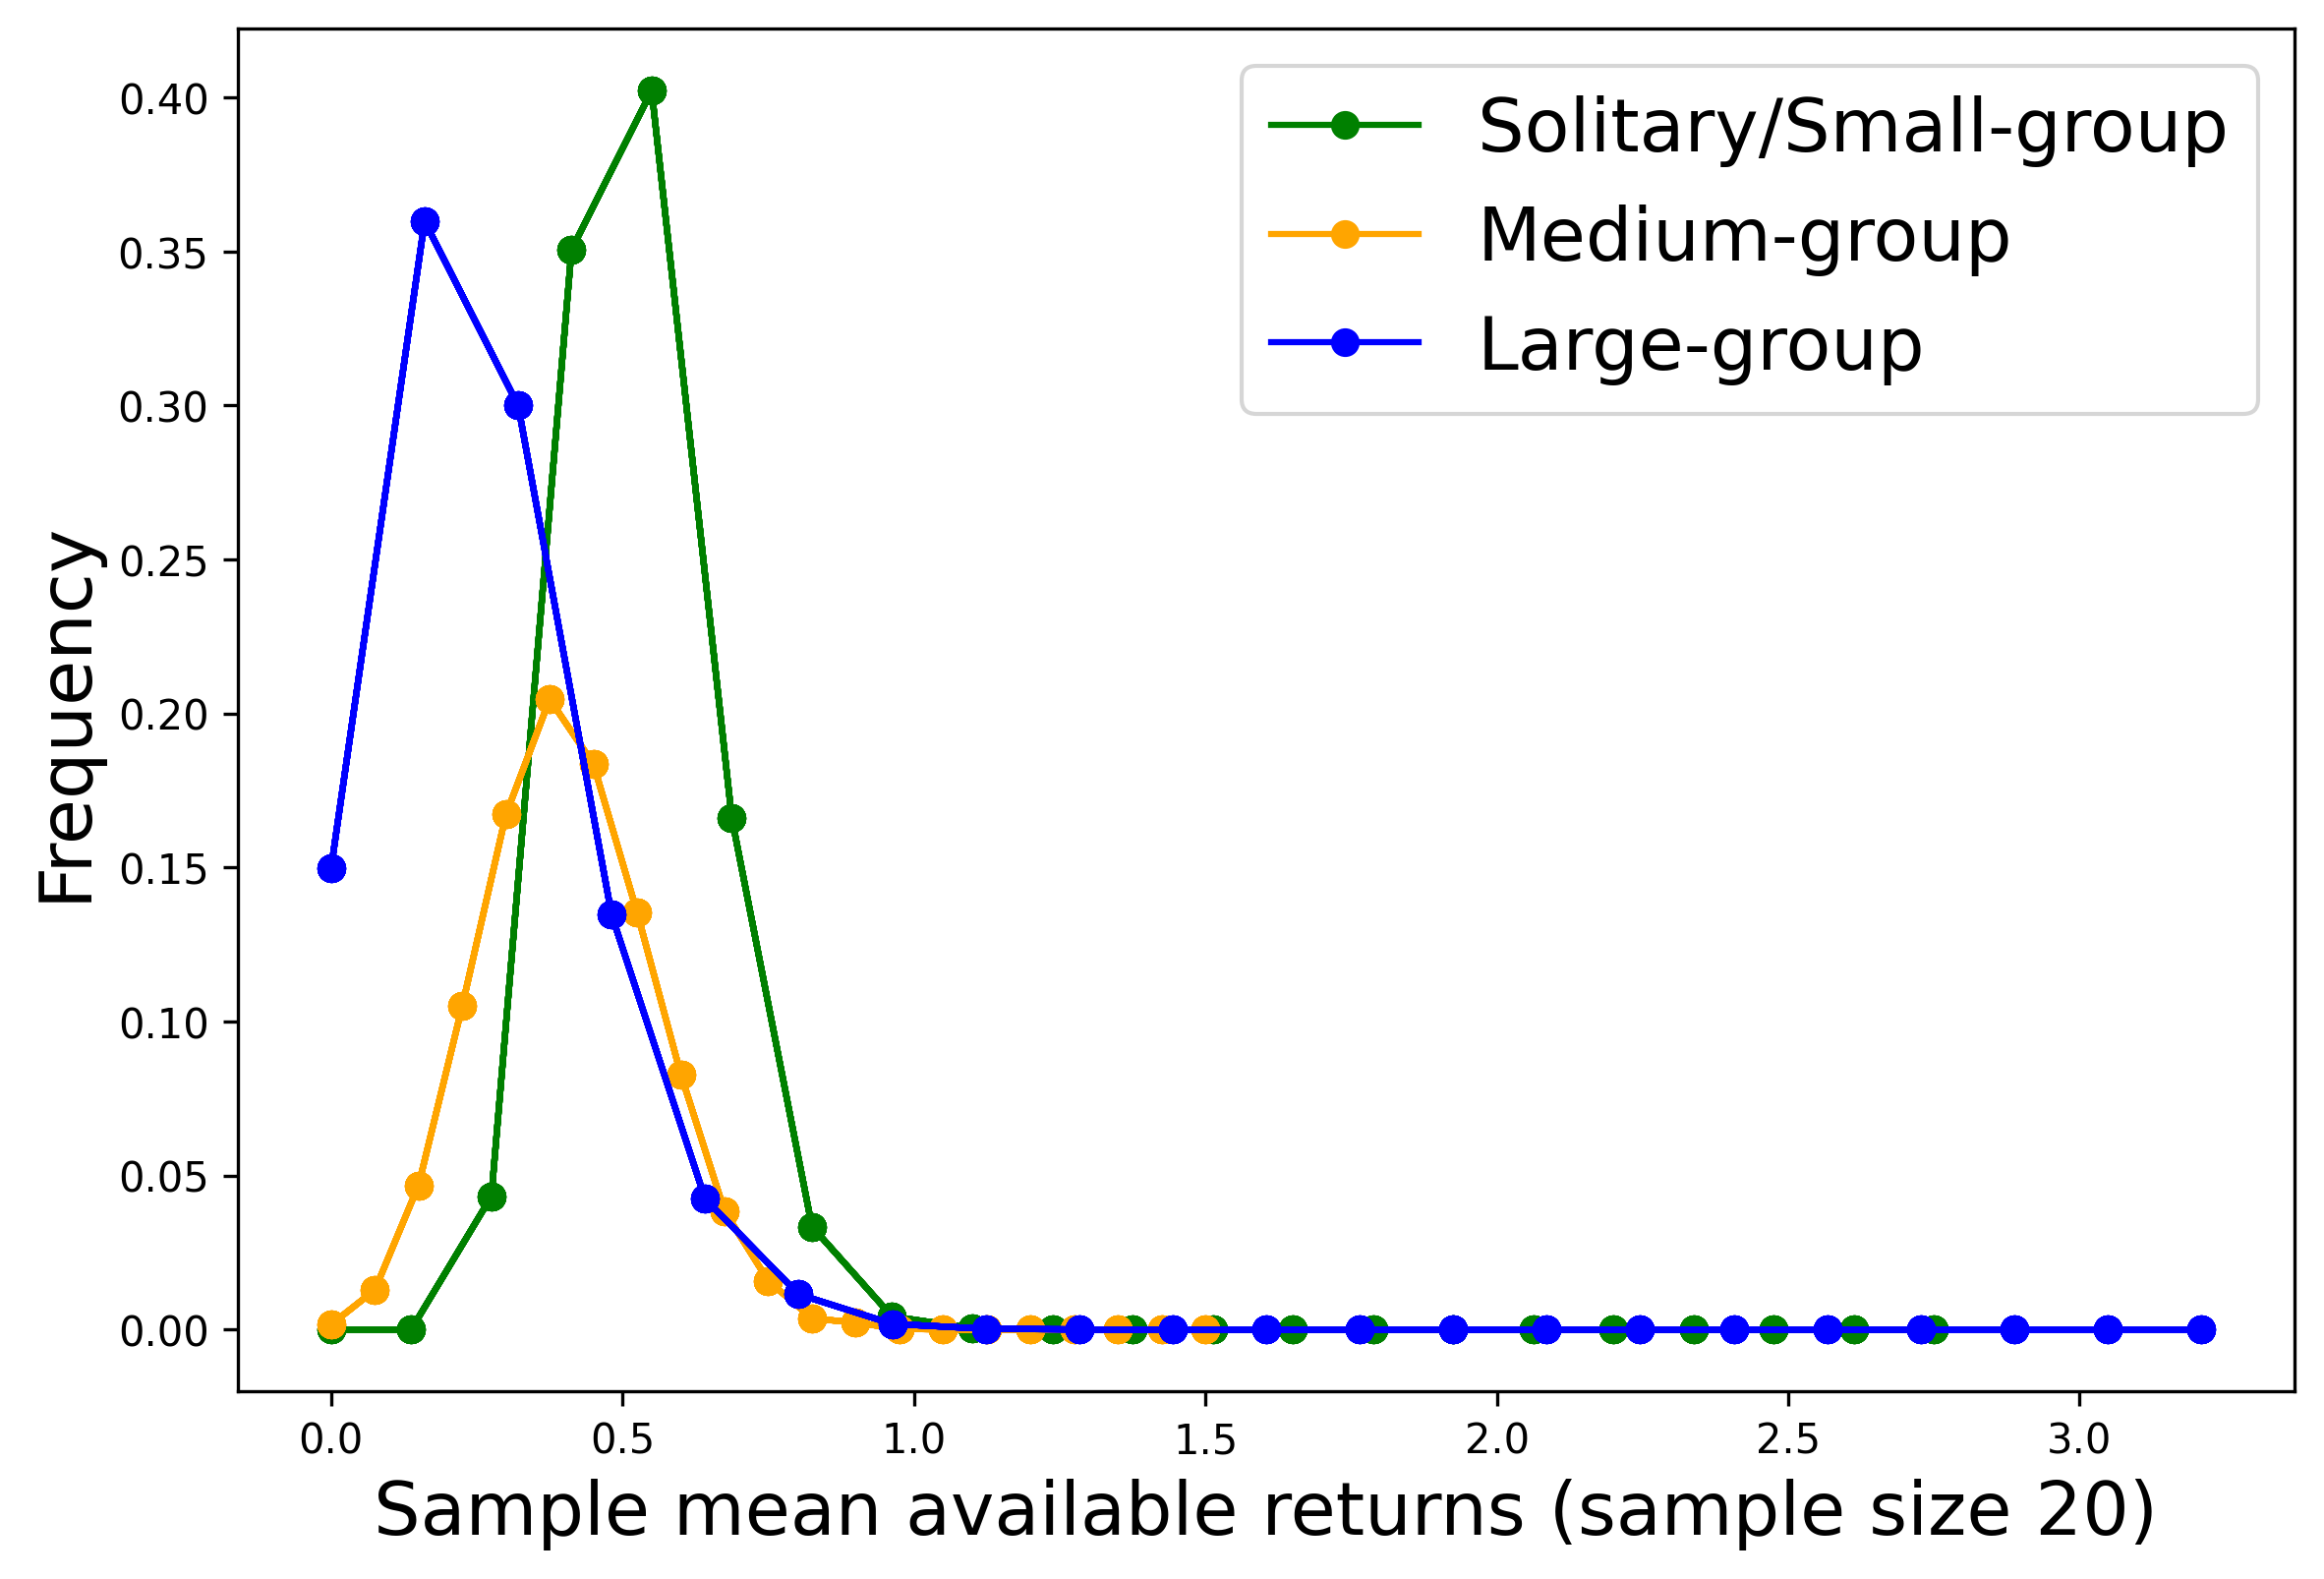 Solitary/Small-group
Medium-group
Large-group
Frequency
0.40
0.35
0.30
0.25
0.20
0.15
0.10
0.05
0.00
0.0 0.5 1.0 1.5 2.0 2.5 3.0
Sample mean available returns (sample size 20)